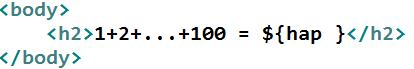 <body>
    <h2>1+2+...+100 = ${hap }</h2>
</body>